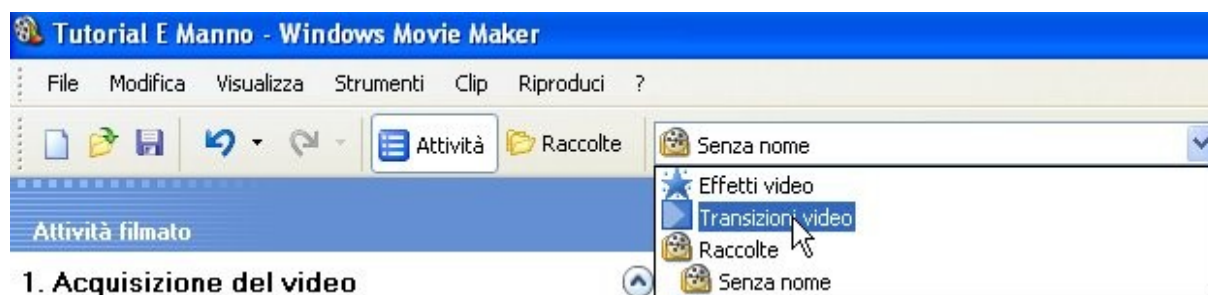 Tutorial E Manno - Windows Movie Maker
File Modifica Visualizza Strumenti Clip Riproduci ?
Attività Raccolte Senza nome
Effetti video
Transizioni video
Attività filmato
Raccolte
1. Acquisizione del video
Senza nome